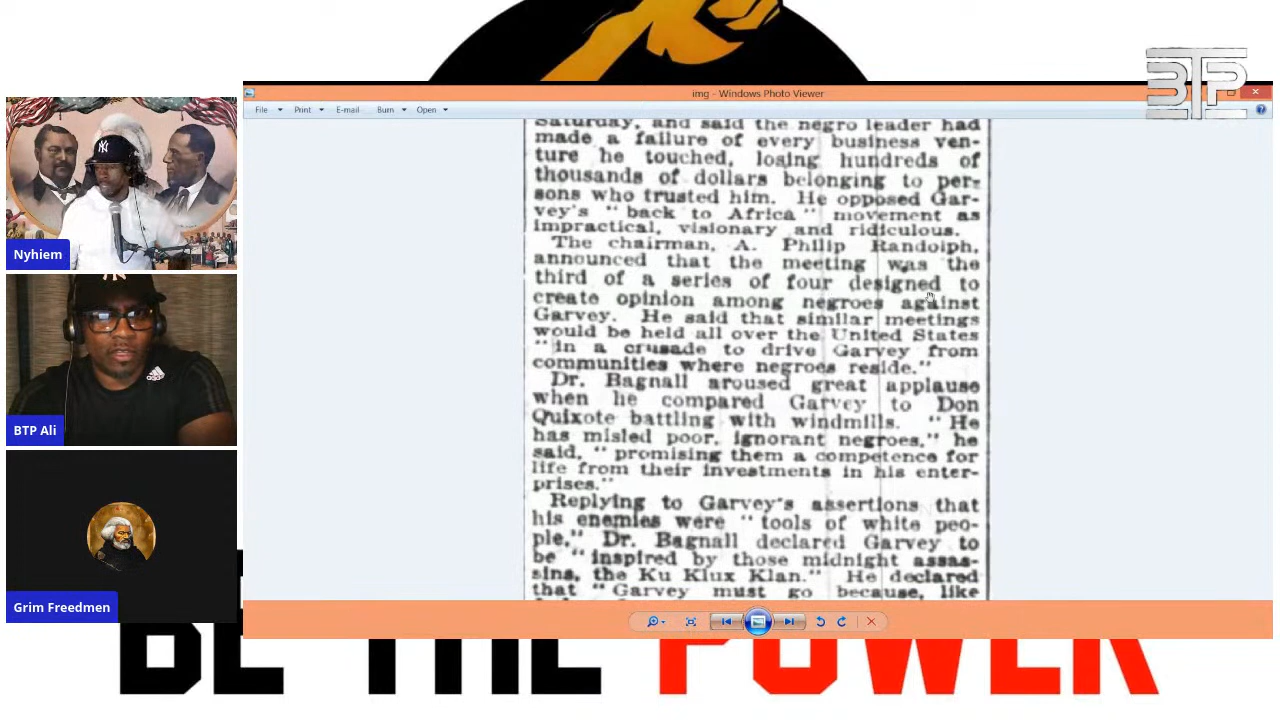 BTP
img - Windows Photo Viewer
File Print E-mail Burn Open
Nyhiem
BTP Ali
Grim Freedmen
Saturday, and said the negro leader had
made a failure of every business ven-
ture he touched, losing hundreds of
thousands of dollars belonging to per-
sons who trusted him. He opposed Gar-
vey's " back to Africa " movement as
impractical, visionary and ridiculous.
The chairman, A. Philip Randolph,
announced that the meeting was the
third of a series of four designed to
create opinion among negroes against
Garvey. He said that similar meetings
would be held all over the United States
" in a crusade to drive Garvey from
communities where negroes reside."
Dr. Bagnall aroused great applause
when he compared Garvey to Don
Quixote battling with windmills. " He
has misled poor, ignorant negroes," he
said, " promising them a competence for
life from their investments in his enter-
prises."
Replying to Garvey's assertions that
his enemies were " tools of white peo-
ple," Dr. Bagnall declared Garvey to
be " inspired by those midnight assas-
sins, the Ku Klux Klan." He declared
that " Garvey must go because, like
BE THE POWER